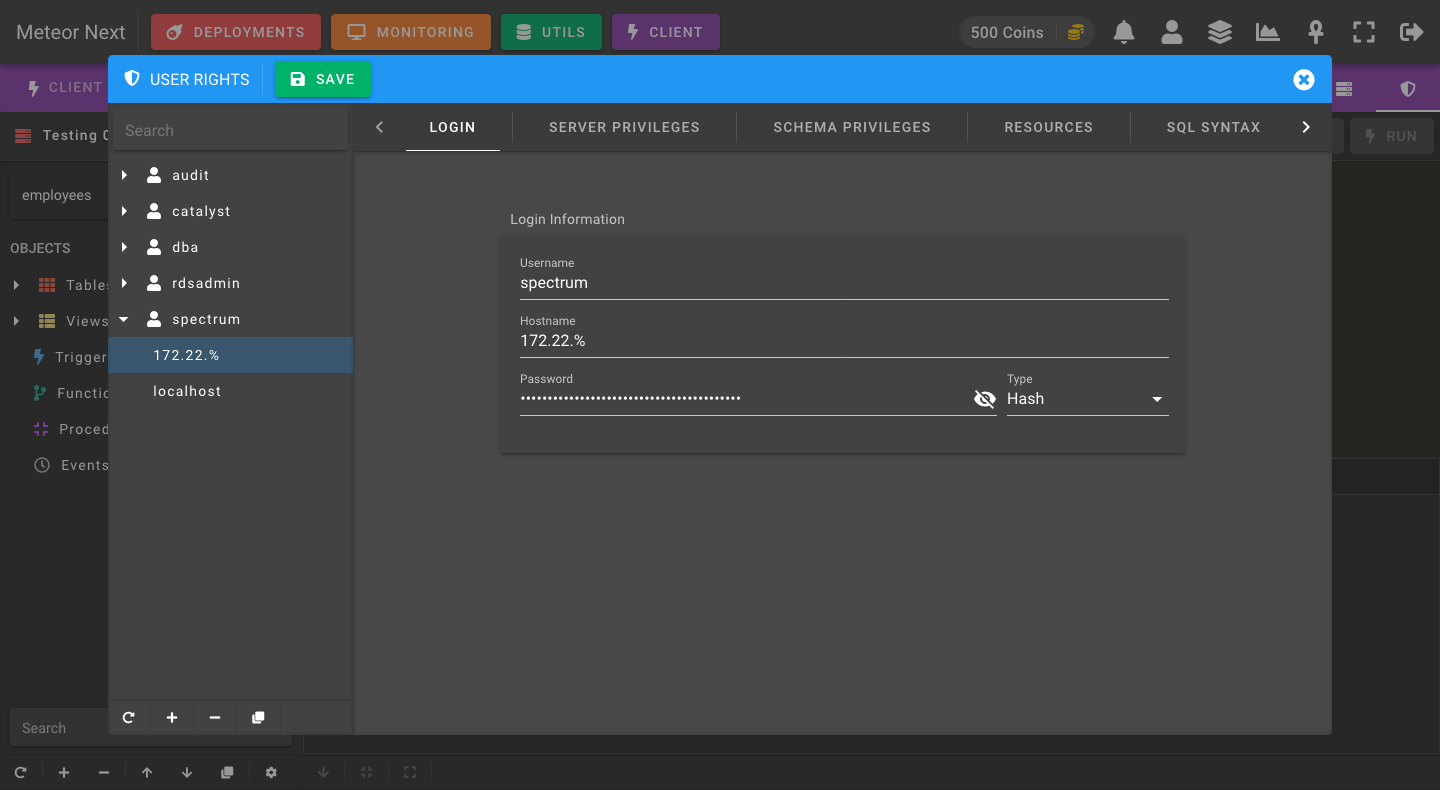 Meteor Next
DEPLOYMENTS
MONITORING
UTILS
CLIENT
500 Coins
CLIENT
USER RIGHTS
SAVE
Testing
RUN
Search
LOGIN
SERVER PRIVILEGES
SCHEMA PRIVILEGES
RESOURCES
SQL SYNTAX
employees
OBJECTS
Tables
Views
Trigger
Functio
Proced
Events
audit
catalyst
dba
rdsadmin
spectrum
172.22.%
localhost
Login Information
Username
spectrum
Hostname
172.22.%
Password
••••••••••••••••••••••••••••••••••••••••• 
Type
Hash
Search